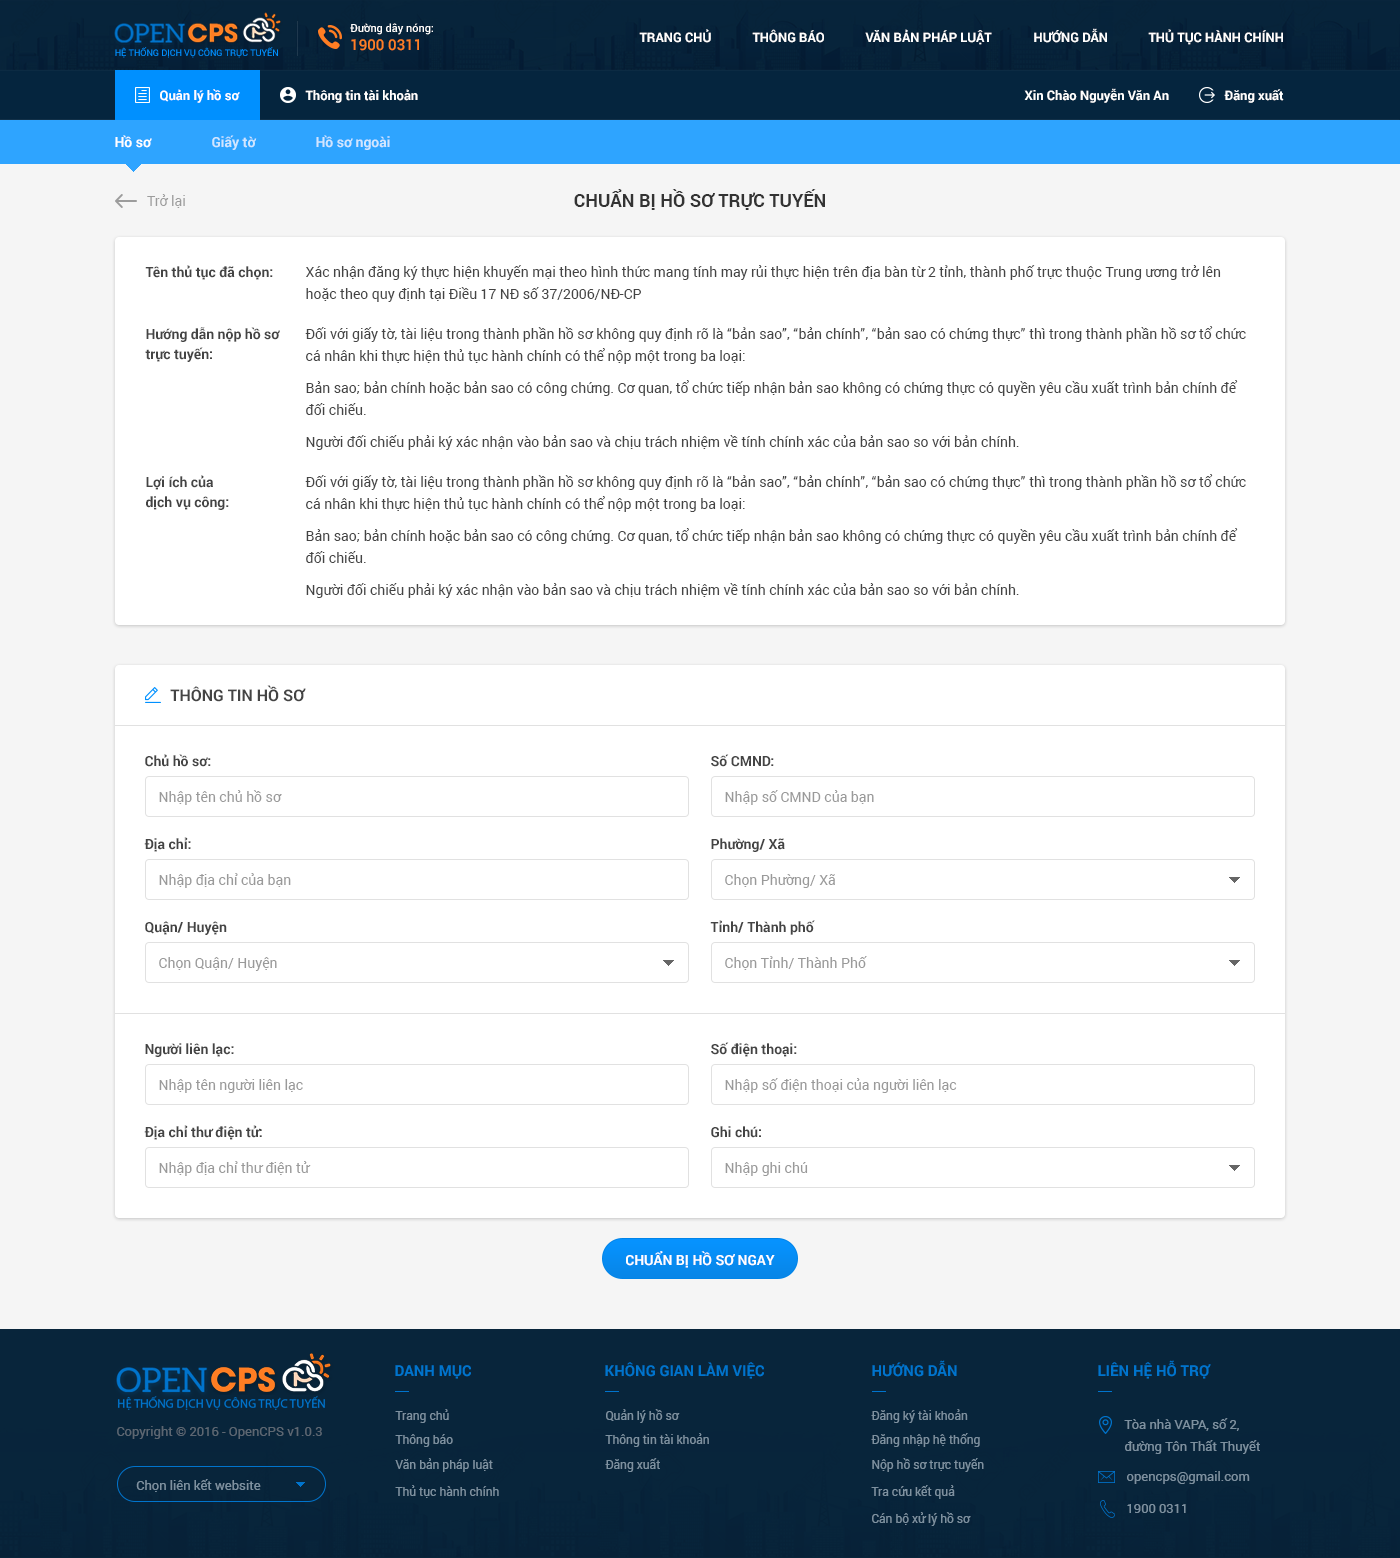 OPENCPS
HỆ THỐNG DỊCH VỤ CÔNG TRỰC TUYẾN
Đường dây nóng:
1900 0311
TRANG CHỦ THÔNG BÁO VĂN BẢN PHÁP LUẬT HƯỚNG DẪN THỦ TỤC HÀNH CHÍNH
Quản lý hồ sơ Thông tin tài khoản Xin Chào Nguyễn Văn An Đăng xuất
Hồ sơ Giấy tờ Hồ sơ ngoài
Trở lại
CHUẨN BỊ HỒ SƠ TRỰC TUYẾN
Tên thủ tục đã chọn:
Xác nhận đăng ký thực hiện khuyến mại theo hình thức mang tính may rủi thực hiện trên địa bàn từ 2 tỉnh, thành phố trực thuộc Trung ương trở lên
hoặc theo quy định tại Điều 17 NĐ số 37/2006/NĐ-CP
Hướng dẫn nộp hồ sơ
trực tuyến:
Đối với giấy tờ, tài liệu trong thành phần hồ sơ không quy định rõ là “bản sao”, “bản chính”, “bản sao có chứng thực” thì trong thành phần hồ sơ tổ chức
cá nhân khi thực hiện thủ tục hành chính có thể nộp một trong ba loại:
Bản sao; bản chính hoặc bản sao có công chứng. Cơ quan, tổ chức tiếp nhận bản sao không có chứng thực có quyền yêu cầu xuất trình bản chính để
đối chiếu.
Người đối chiếu phải ký xác nhận vào bản sao và chịu trách nhiệm về tính chính xác của bản sao so với bản chính.
Lợi ích của
dịch vụ công:
Đối với giấy tờ, tài liệu trong thành phần hồ sơ không quy định rõ là “bản sao”, “bản chính”, “bản sao có chứng thực” thì trong thành phần hồ sơ tổ chức
cá nhân khi thực hiện thủ tục hành chính có thể nộp một trong ba loại:
Bản sao; bản chính hoặc bản sao có công chứng. Cơ quan, tổ chức tiếp nhận bản sao không có chứng thực có quyền yêu cầu xuất trình bản chính để
đối chiếu.
Người đối chiếu phải ký xác nhận vào bản sao và chịu trách nhiệm về tính chính xác của bản sao so với bản chính.
THÔNG TIN HỒ SƠ
Chủ hồ sơ: Số CMND:
Nhập tên chủ hồ sơ Nhập số CMND của bạn
Địa chỉ: Phường/ Xã
Nhập địa chỉ của bạn Chọn Phường/ Xã
Quận/ Huyện Tỉnh/ Thành phố
Chọn Quận/ Huyện Chọn Tỉnh/ Thành Phố
Người liên lạc: Số điện thoại:
Nhập tên người liên lạc Nhập số điện thoại của người liên lạc
Địa chỉ thư điện tử: Ghi chú:
Nhập địa chỉ thư điện tử Nhập ghi chú
CHUẨN BỊ HỒ SƠ NGAY
OPENCPS
HỆ THỐNG DỊCH VỤ CÔNG TRỰC TUYẾN
Copyright © 2016 - OpenCPS v1.0.3
Chọn liên kết website
DANH MỤC
Trang chủ
Thông báo
Văn bản pháp luật
Thủ tục hành chính
KHÔNG GIAN LÀM VIỆC
Quản lý hồ sơ
Thông tin tài khoản
Đăng xuất
HƯỚNG DẪN
Đăng ký tài khoản
Đăng nhập hệ thống
Nộp hồ sơ trực tuyến
Tra cứu kết quả
Cán bộ xử lý hồ sơ
LIÊN HỆ HỖ TRỢ
Tòa nhà VAPA, số 2,
đường Tôn Thất Thuyết
opencps@gmail.com
1900 0311